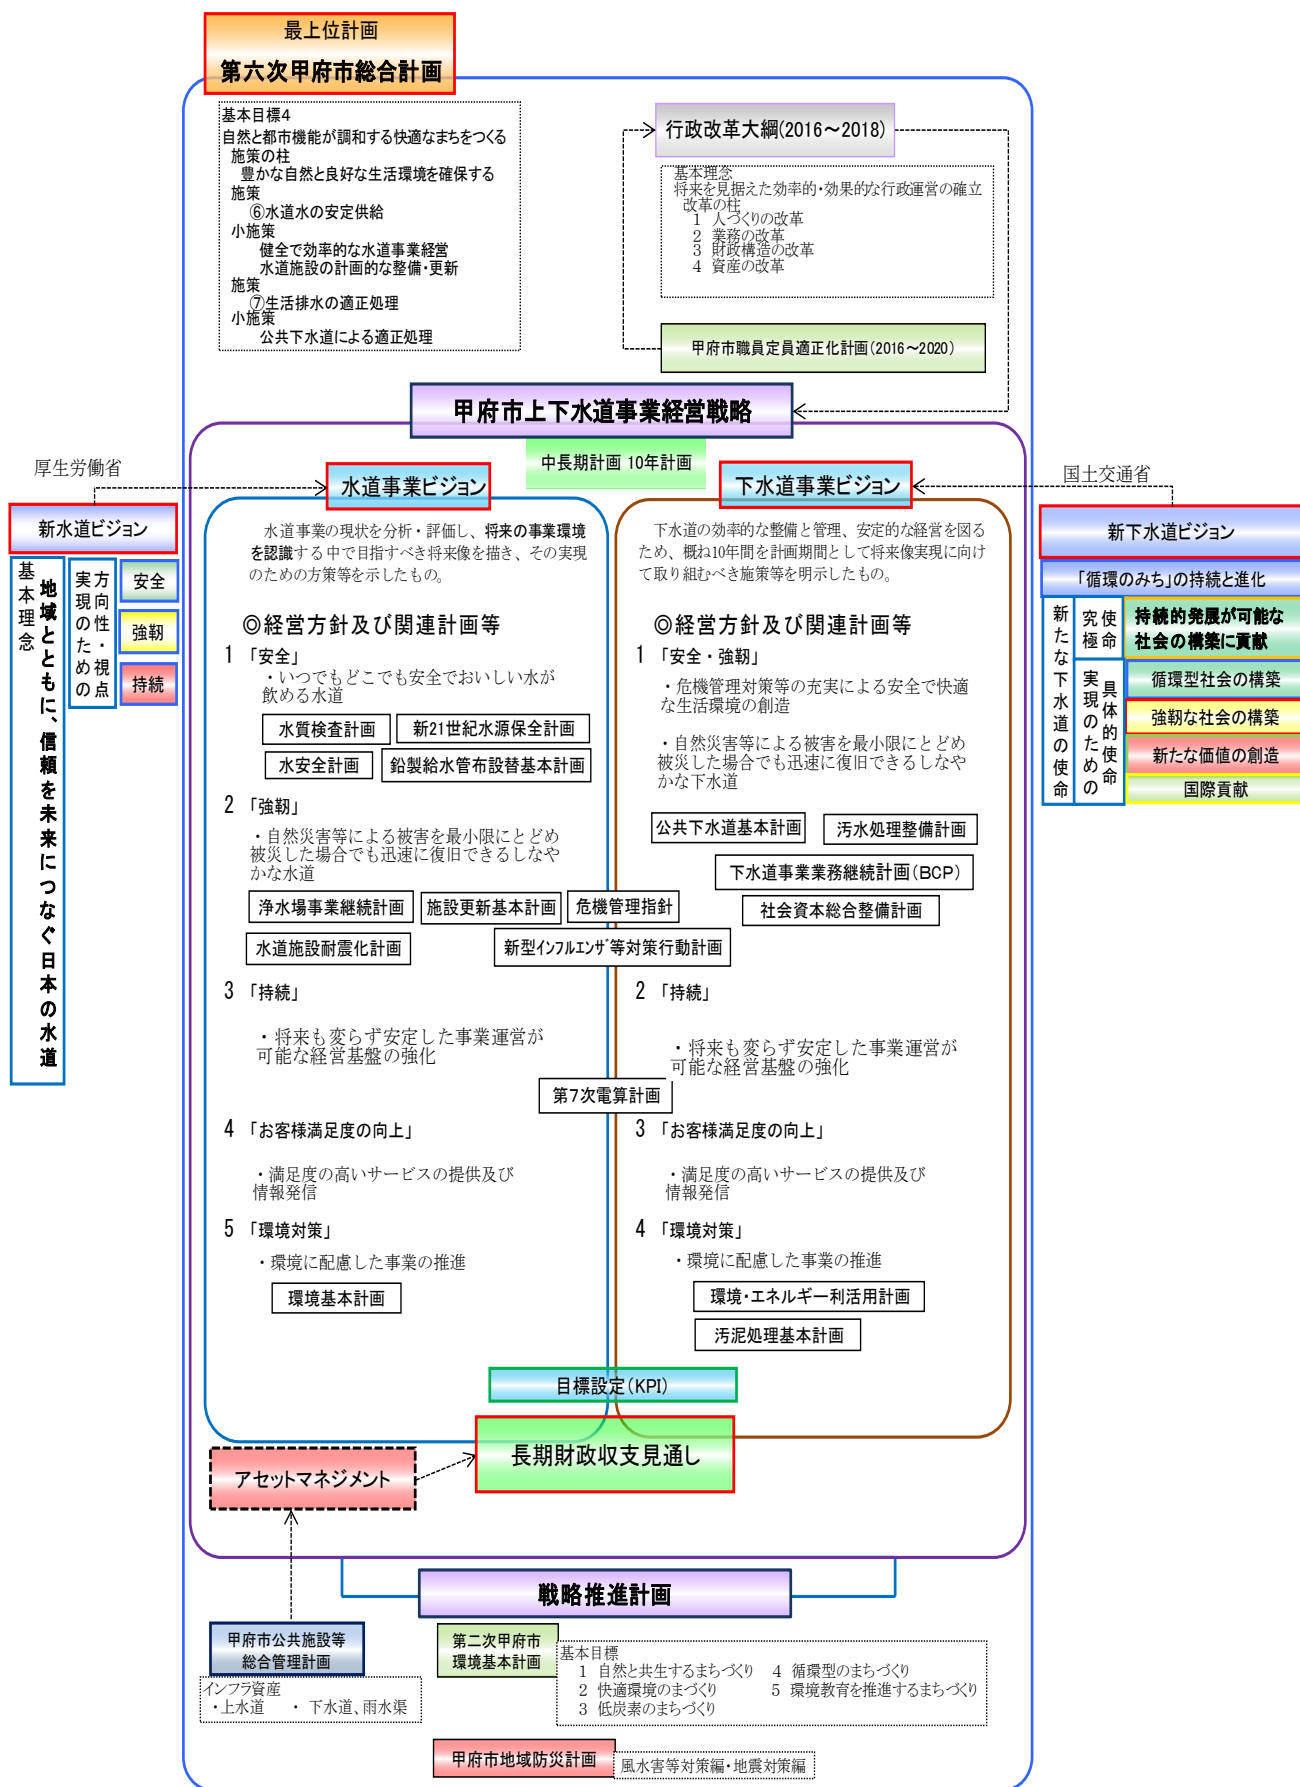 最上位計画
第六次甲府市総合計画
基本目標4
自然と都市機能が調和する快適なまちをつくる
施策の柱
豊かな自然と良好な生活環境を確保する
施策
⑥水道水の安定供給
小施策
健全で効率的な水道事業経営
水道施設の計画的な整備・更新
施策
⑦生活排水の適正処理
小施策
公共下水道による適正処理
行政改革大綱(2016～2018)
基本理念
将来を見据えた効率的・効果的な行政運営の確立
改革の柱
1 人づくりの改革
2 業務の改革
3 財政構造の改革
4 資産の改革
甲府市職員定員適正化計画(2016～2020)
甲府市上下水道事業経営戦略
中長期計画 10年計画
厚生労働省
新水道ビジョン
基本理念
地域とともに、信頼を未来につなぐ日本の水道
方向性・視点
実現のための
安全
強靭
持続
水道事業ビジョン
水道事業の現状を分析・評価し、将来の事業環境
を認識する中で目指すべき将来像を描き、その実現
のための方策等を示したもの。
◎経営方針及び関連計画等
1 「安全」
・いつでもどこでも安全でおいしい水が
飲める水道
水質検査計画
新21世紀水源保全計画
水安全計画
鉛製給水管布設替基本計画
2 「強靭」
・自然災害等による被害を最小限にとどめ
被災した場合でも迅速に復旧できるしなや
かな水道
浄水場事業継続計画
施設更新基本計画
危機管理指針
水道施設耐震化計画
新型インフルエンザ等対策行動計画
3 「持続」
・将来も変らず安定した事業運営が
可能な経営基盤の強化
第7次電算計画
4 「お客様満足度の向上」
・満足度の高いサービスの提供及び
情報発信
5 「環境対策」
・環境に配慮した事業の推進
環境基本計画
下水道事業ビジョン
下水道の効率的な整備と管理、安定的な経営を図る
ため、概ね10年間を計画期間として将来像実現に向け
て取り組むべき施策等を明示したもの。
◎経営方針及び関連計画等
1 「安全・強靭」
・危機管理対策等の充実による安全で快適
な生活環境の創造
・自然災害等による被害を最小限にとどめ
被災した場合でも迅速に復旧できるしなや
かな下水道
公共下水道基本計画
汚水処理整備計画
下水道事業業務継続計画(BCP)
社会資本総合整備計画
2 「持続」
・将来も変らず安定した事業運営が
可能な経営基盤の強化
3 「お客様満足度の向上」
・満足度の高いサービスの提供及び
情報発信
4 「環境対策」
・環境に配慮した事業の推進
環境・エネルギー利活用計画
汚泥処理基本計画
国土交通省
新下水道ビジョン
「循環のみち」の持続と進化
新たな下水道の使命
使命
究極
持続的発展が可能な
社会の構築に貢献
具体的使命
実現のための
循環型社会の構築
強靭な社会の構築
新たな価値の創造
国際貢献
目標設定(KPI)
長期財政収支見通し
アセットマネジメント
戦略推進計画
甲府市公共施設等
総合管理計画
インフラ資産
・上水道 ・ 下水道、雨水渠
第二次甲府市
環境基本計画
基本目標
1 自然と共生するまちづくり 4 循環型のまちづくり
2 快適環境のまづくり 5 環境教育を推進するまちづくり
3 低炭素のまちづくり
甲府市地域防災計画
風水害等対策編・地震対策編